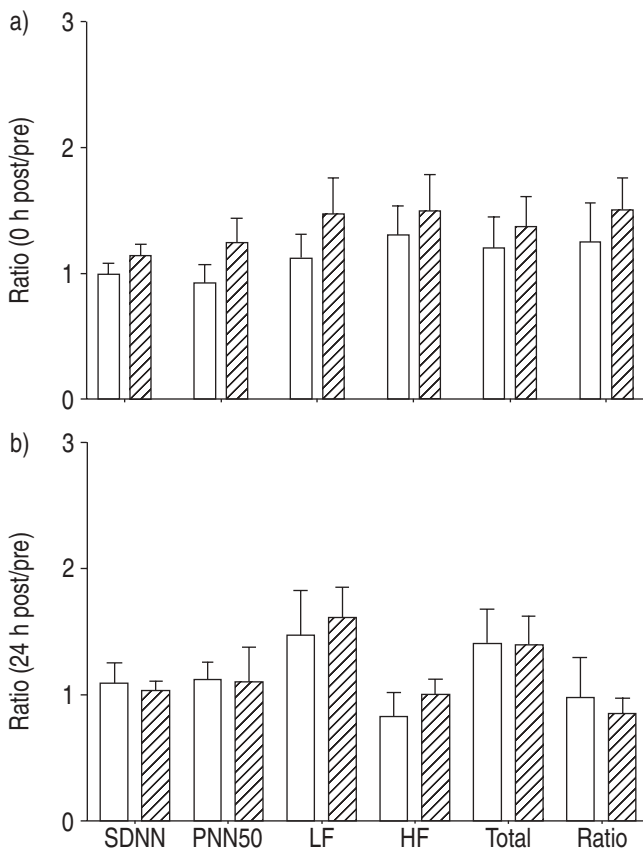 a)
Ratio (0 h post/pre)
3
2
1
0
b)
Ratio (24 h post/pre)
3
2
1
0
SDNN PNN50 LF HF Total Ratio